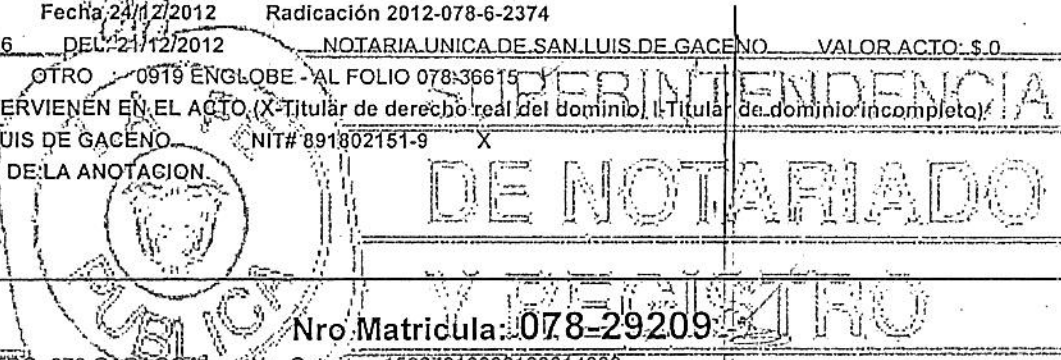 Fecha 24/12/2012 Radicación 2012-078-6-2374
6 DEL: 21/12/2012 NOTARIA UNICA DE SAN LUIS DE GACENO VALOR ACTO: $ 0
OTRO : 0919 ENGLOBE - AL FOLIO 078-36615
SUPERINTENDENCIA
ERVIENEN EN EL ACTO (X-Titular de derecho real del dominio, I-Titular de dominio incompleto)
UIS DE GACENO NIT# 891802151-9 X
DE LA ANOTACION
DE NOTARIADO
Y REGISTRO
Nro Matricula: 078-29209